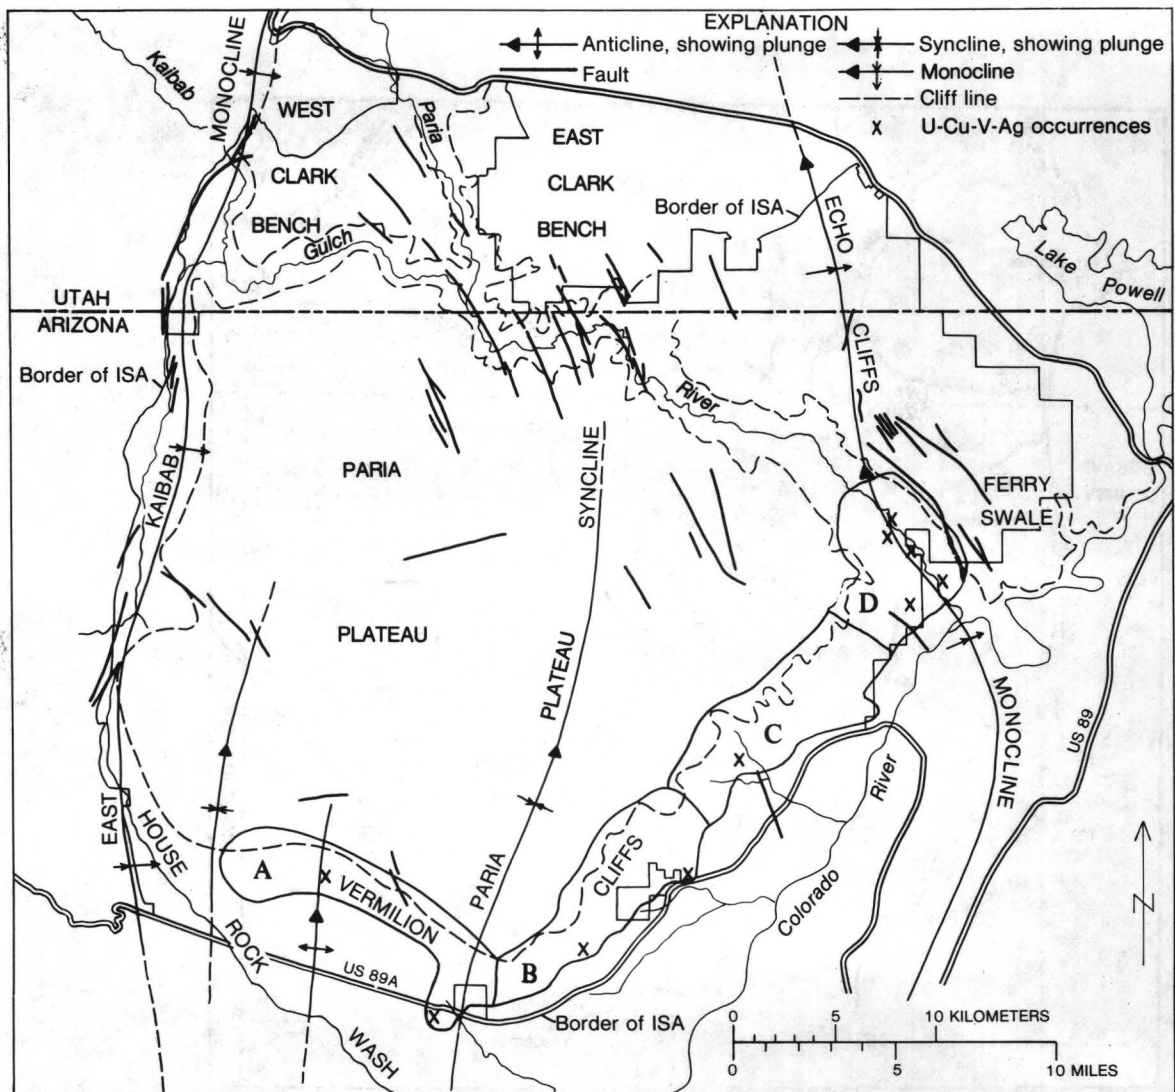 EXPLANATION
Anticline, showing plunge
Syncline, showing plunge
Fault
Monocline
Cliff line
x U-Cu-V-Ag occurrences
Kaibab
MONOCLINE
WEST
CLARK
BENCH
Gulch
Paria
EAST
CLARK
BENCH
Border of ISA
ECHO
CLIFFS
MONOCLINE
Lake
Powell
UTAH
ARIZONA
Border of ISA
KAIBAB
EAST
River
PARIA
PLATEAU
SYNCLINE
PLATEAU
PARIA
FERRY
SWALE
D
C
B
A
VERMILION
CLIFFS
HOUSE
ROCK
WASH
US 89A
Border of ISA
Colorado
River
US 89
N
0 5 10 KILOMETERS
0 5 10 MILES